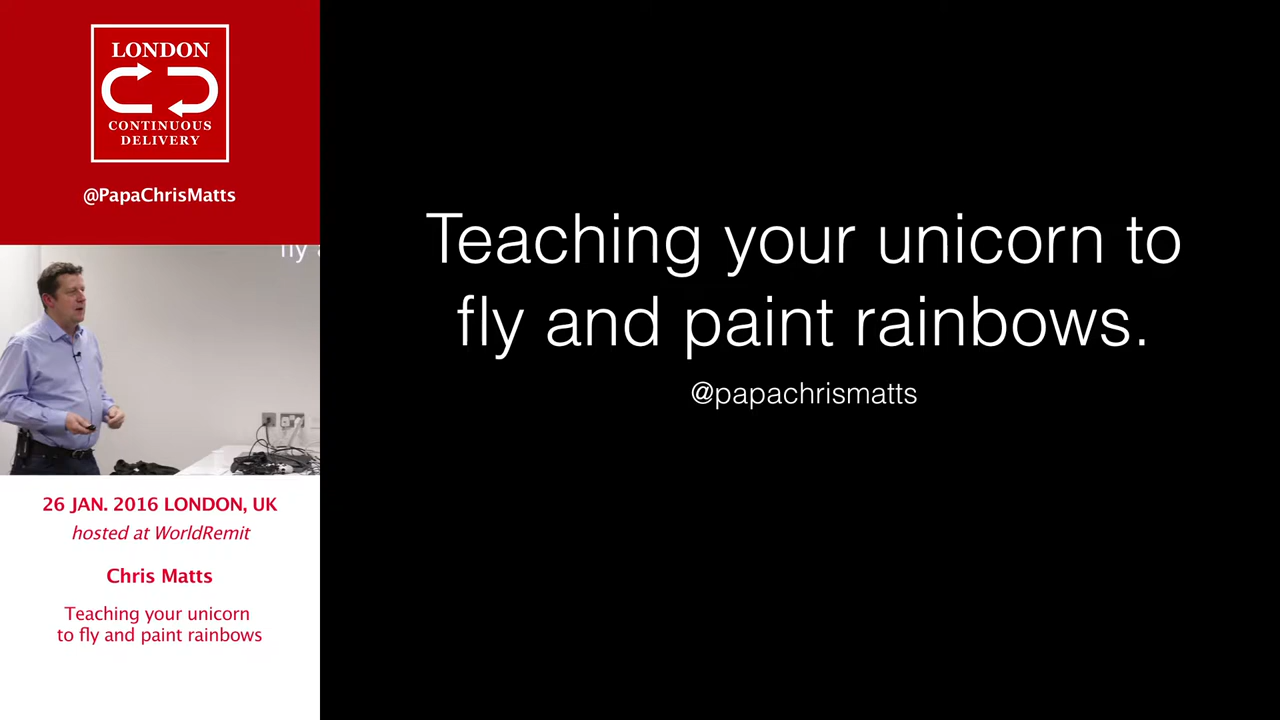 LONDON
CONTINUOUS
DELIVERY
@PapaChrisMatts
fly
26 JAN. 2016 LONDON, UK
hosted at WorldRemit
Chris Matts
Teaching your unicorn
to fly and paint rainbows
Teaching your unicorn to
fly and paint rainbows.
@papachrismatts